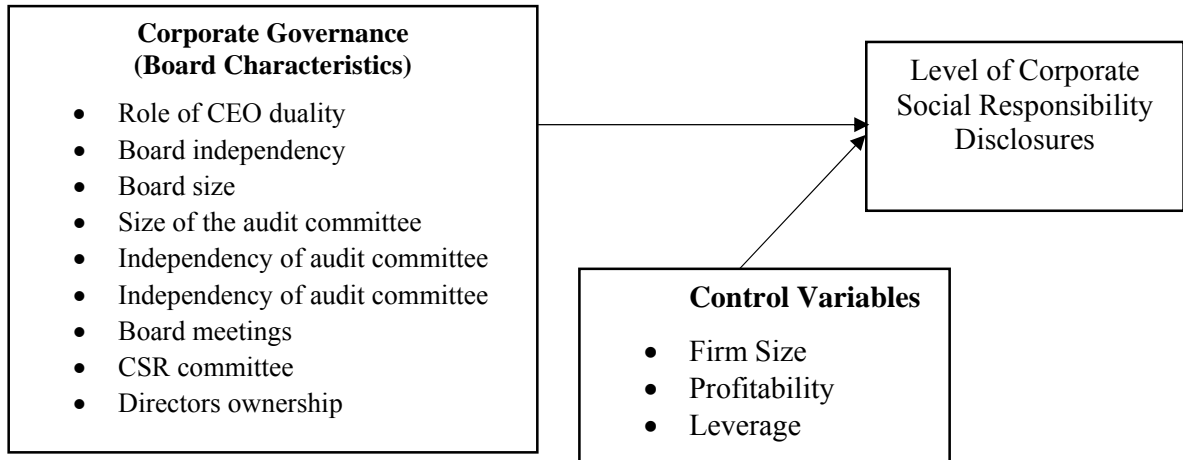 Corporate Governance
(Board Characteristics)
• Role of CEO duality
• Board independency
• Board size
• Size of the audit committee
• Independency of audit committee
• Independency of audit committee
• Board meetings
• CSR committee
• Directors ownership
Level of Corporate
Social Responsibility
Disclosures
Control Variables
• Firm Size
• Profitability
• Leverage